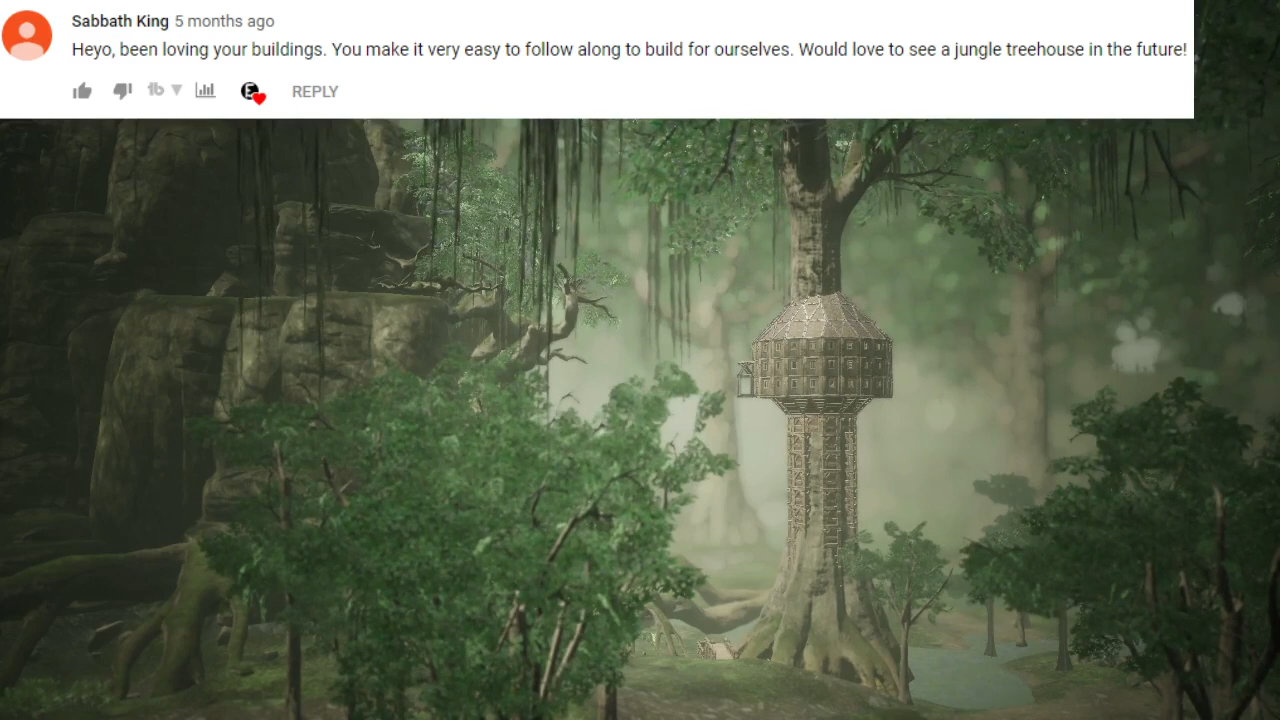 Sabbath King 5 months ago
Heyo, been loving your buildings. You make it very easy to follow along to build for ourselves. Would love to see a jungle treehouse in the future!
REPLY